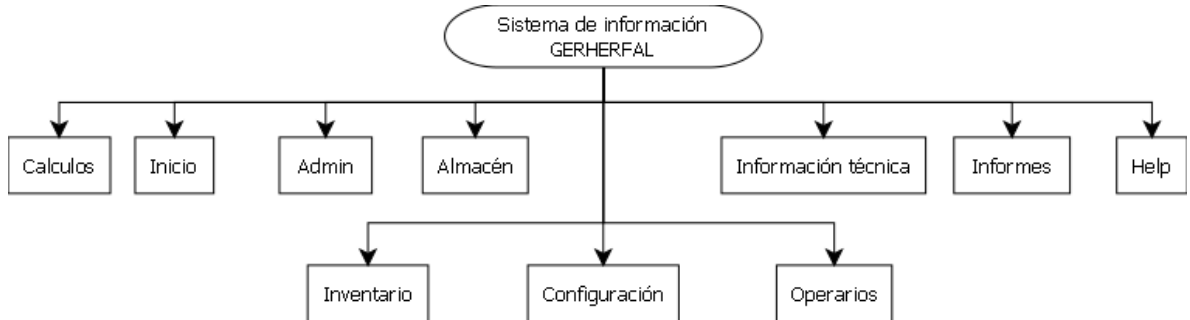 Sistema de información
GERHERFAL
Calculos
Inicio
Admin
Almacén
Información técnica
Informes
Help
Inventario
Configuración
Operarios